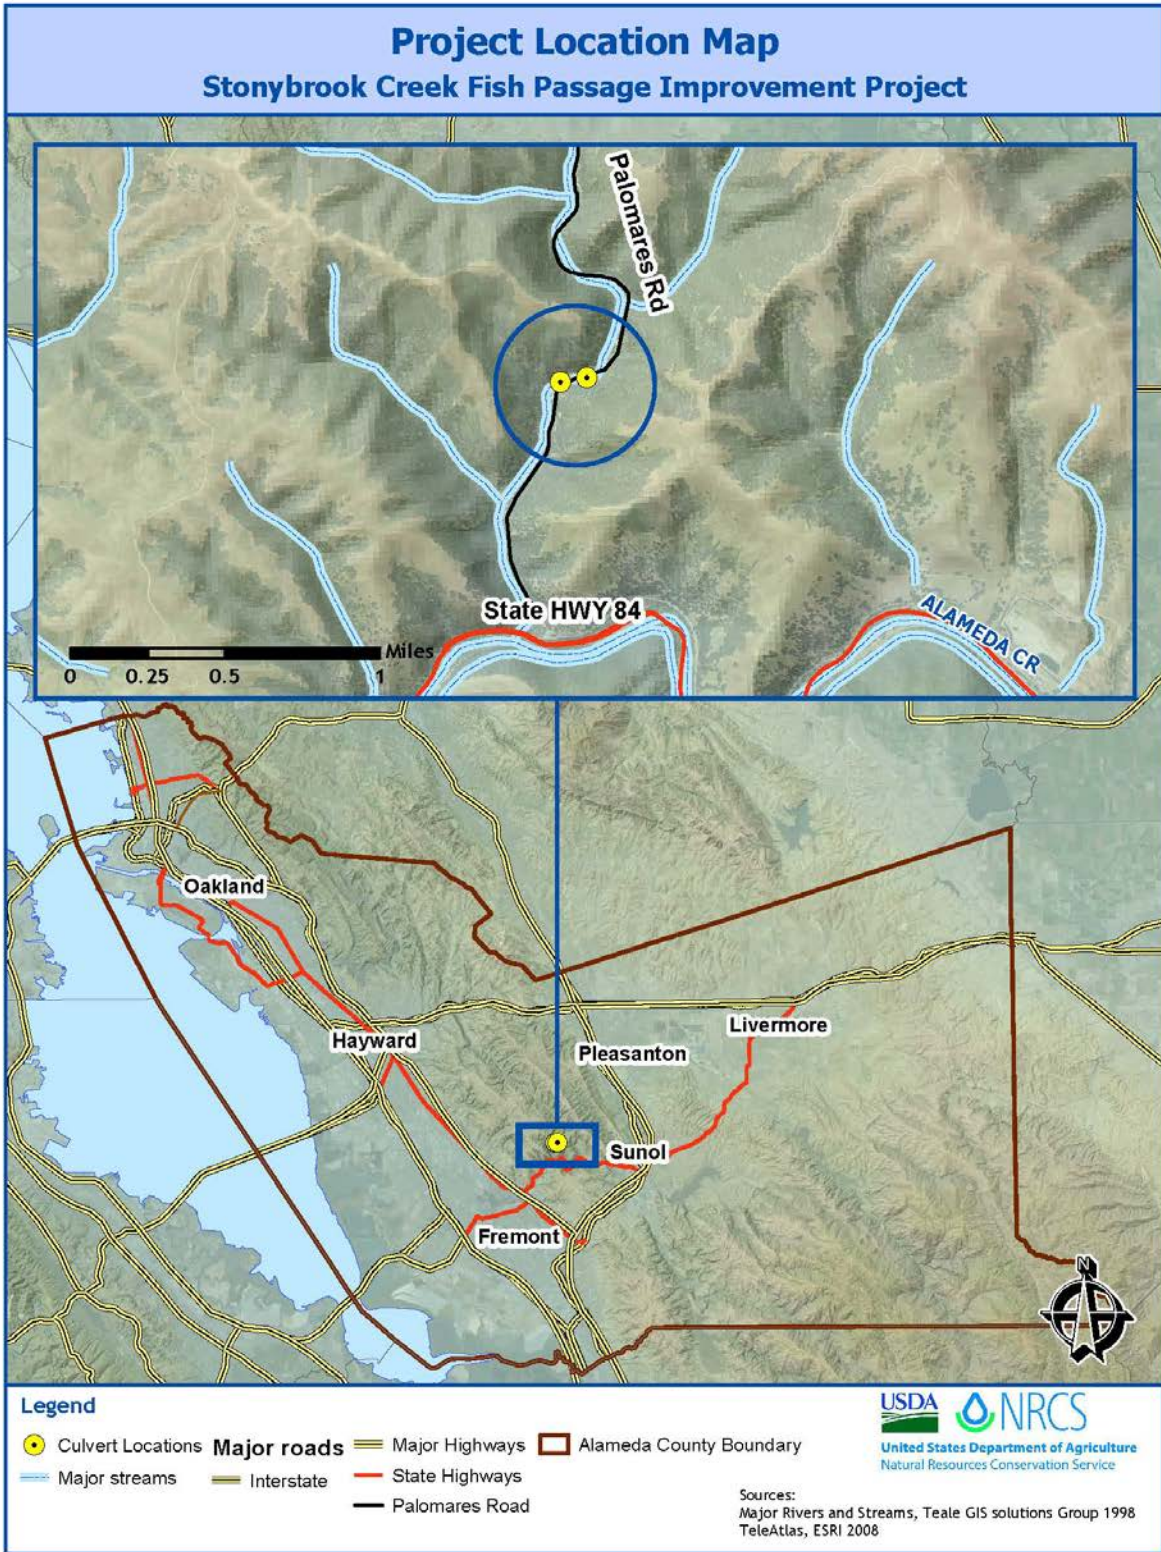 Project Location Map
Stonybrook Creek Fish Passage Improvement Project
Palomares Rd
State HWY 84
ALAMEDA CR
Miles
0 0.25 0.5 1
Oakland
Hayward
Livermore
Pleasanton
Sunol
Fremont
N
Legend
Culvert Locations
Major streams
Major roads
Interstate
Major Highways
State Highways
Palomares Road
Alameda County Boundary
USDA
NRCS
United States Department of Agriculture
Natural Resources Conservation Service
Sources:
Major Rivers and Streams, Teale GIS solutions Group 1998
TeleAtlas, ESRI 2008